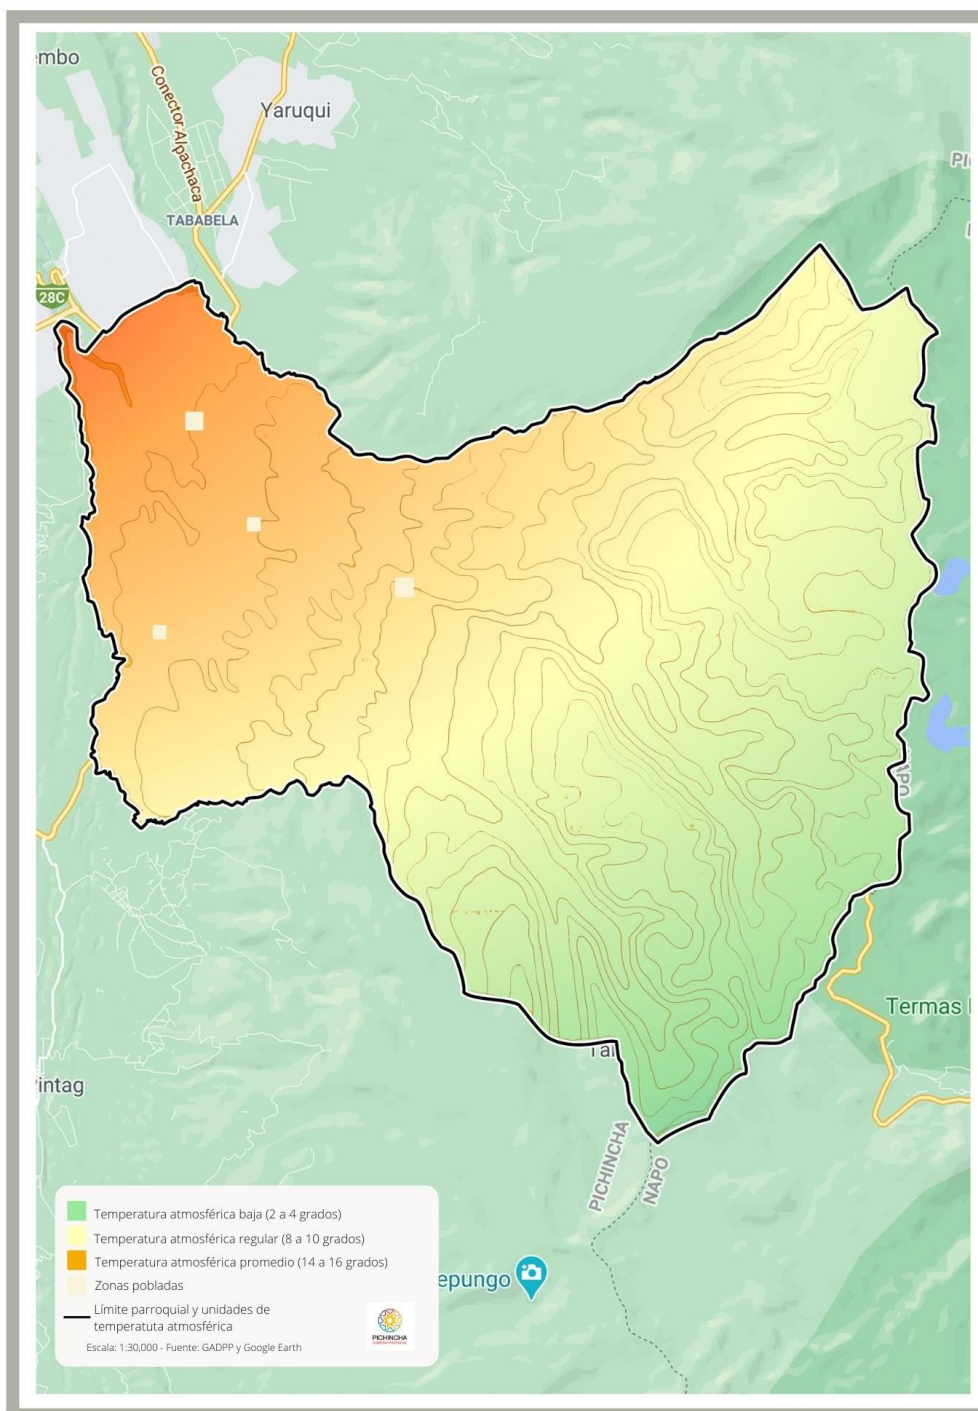 embo
Conector Alpachaca
Yaruqui
TABABELA
28C
Termas
Pintag
PICHINCHA
NAPO
epungo
Temperatura atmosférica baja (2 a 4 grados)
Temperatura atmosférica regular (8 a 10 grados)
Temperatura atmosférica promedio (14 a 16 grados)
Zonas pobladas
Límite parroquial y unidades de
temperatuta atmosférica
Escala: 1:30,000 - Fuente: GADPP y Google Earth
PICHINCHA